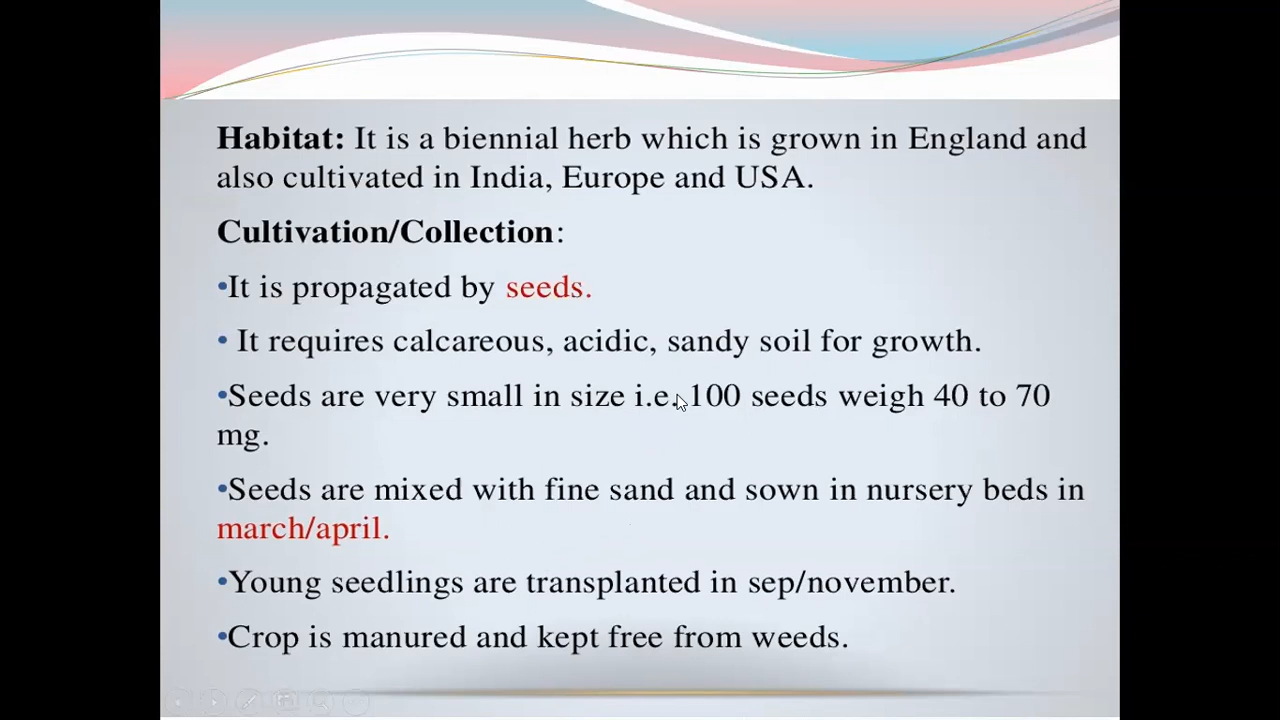 Habitat: It is a biennial herb which is grown in England and
also cultivated in India, Europe and USA.
Cultivation/Collection:
•It is propagated by seeds.
• It requires calcareous, acidic, sandy soil for growth.
•Seeds are very small in size i.e. 100 seeds weigh 40 to 70
mg.
•Seeds are mixed with fine sand and sown in nursery beds in
march/april.
•Young seedlings are transplanted in sep/november.
•Crop is manured and kept free from weeds.